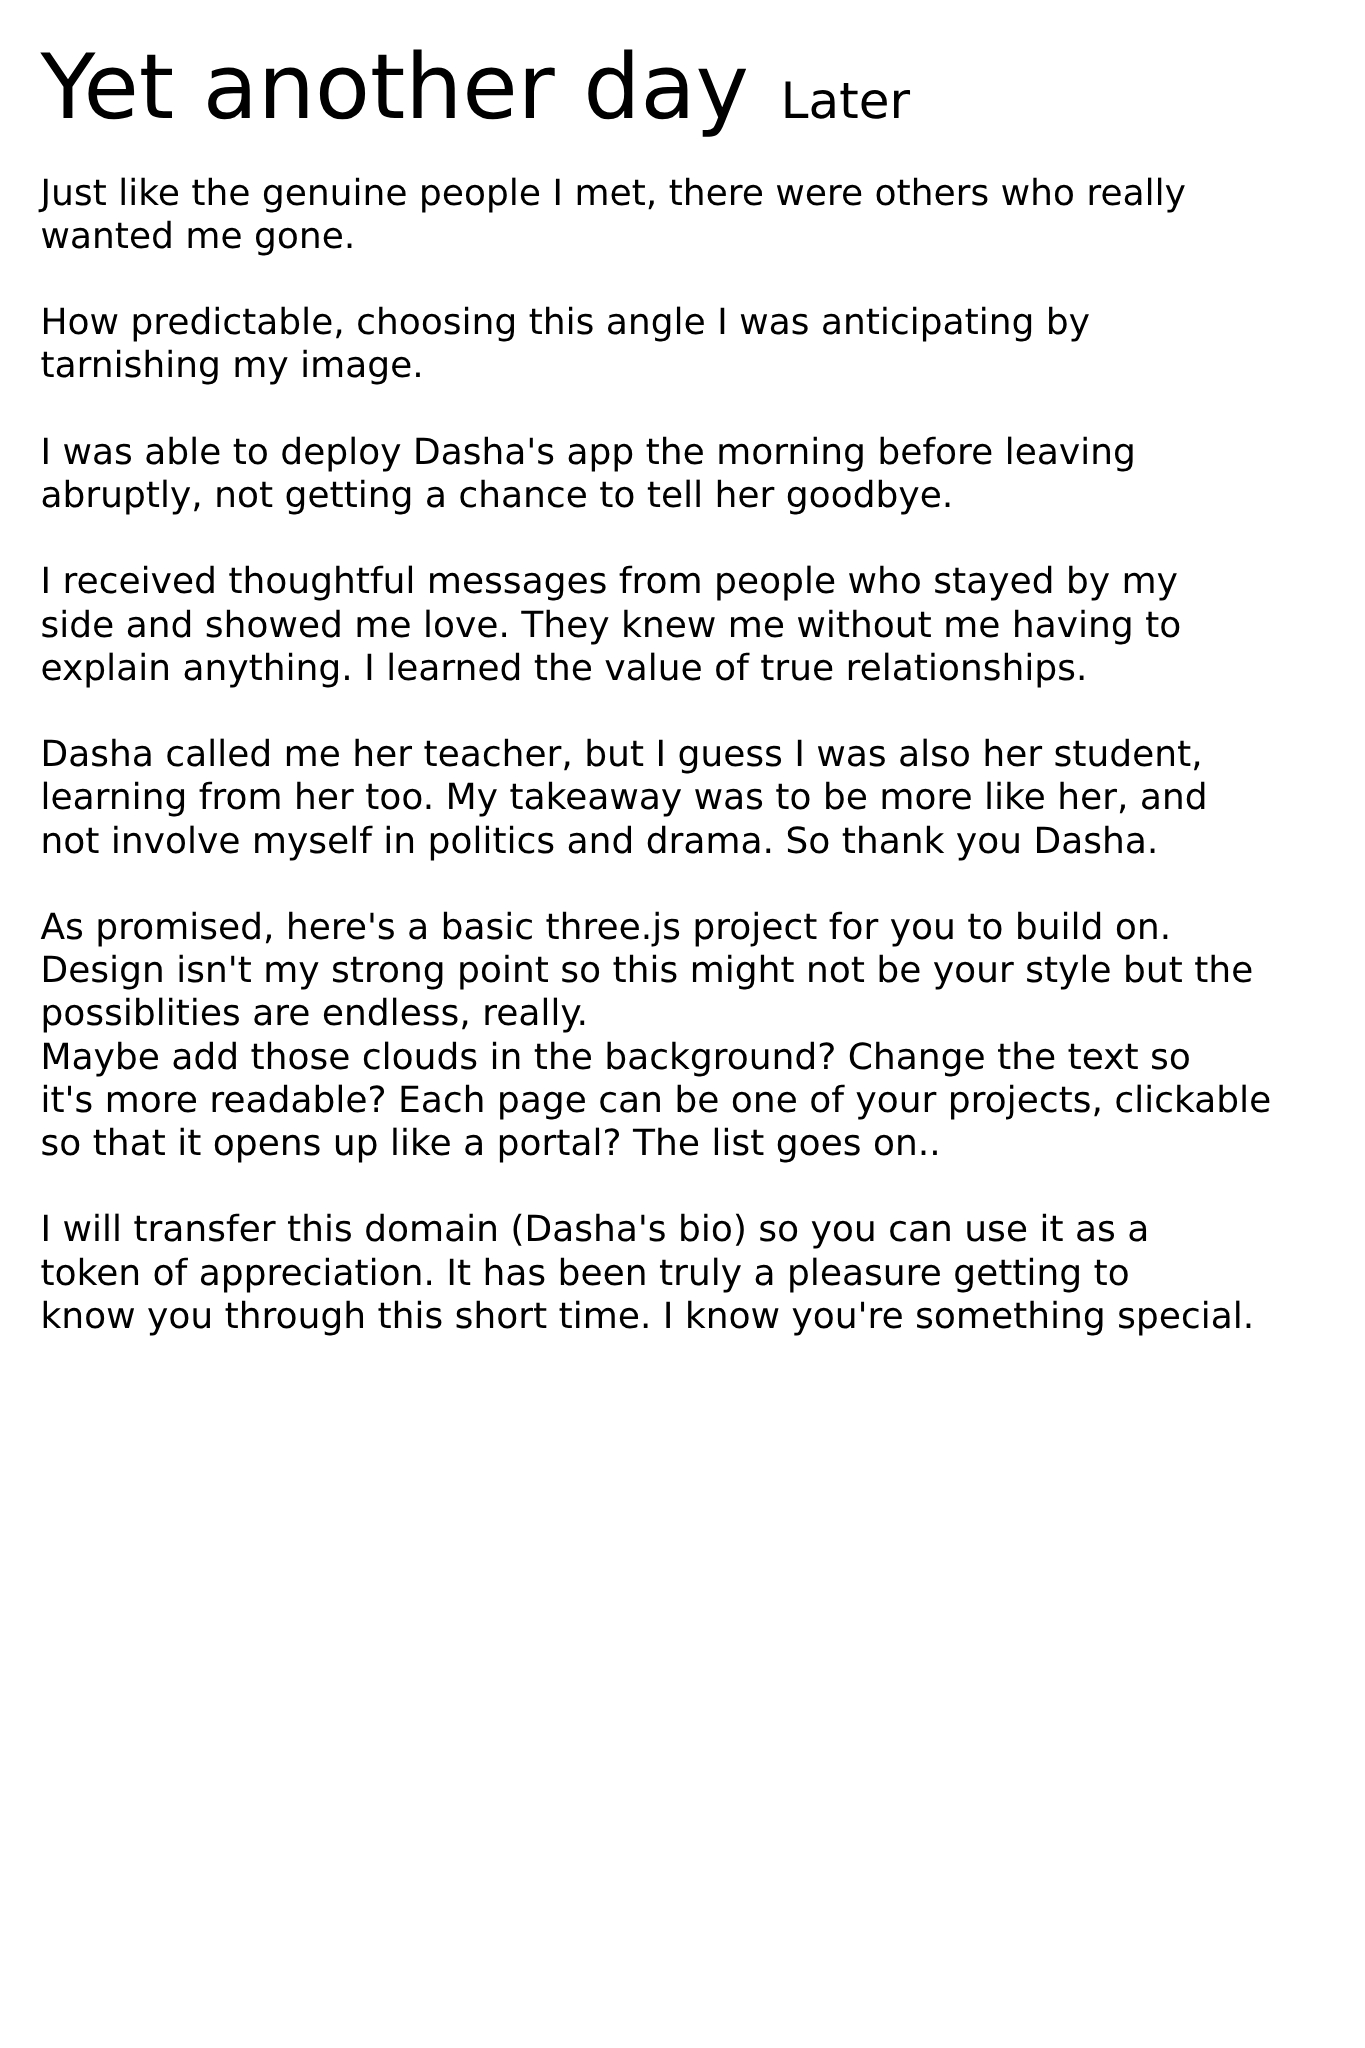 Yet another day Later
Just like the genuine people I met, there were others who really
wanted me gone.
How predictable, choosing this angle I was anticipating by
tarnishing my image.
I was able to deploy Dasha's app the morning before leaving
abruptly, not getting a chance to tell her goodbye.
I received thoughtful messages from people who stayed by my
side and showed me love. They knew me without me having to
explain anything. I learned the value of true relationships.
Dasha called me her teacher, but I guess I was also her student,
learning from her too. My takeaway was to be more like her, and
not involve myself in politics and drama. So thank you Dasha.
As promised, here's a basic three.js project for you to build on.
Design isn't my strong point so this might not be your style but the
possiblities are endless, really.
Maybe add those clouds in the background? Change the text so
it's more readable? Each page can be one of your projects, clickable
so that it opens up like a portal? The list goes on..
I will transfer this domain (Dasha's bio) so you can use it as a
token of appreciation. It has been truly a pleasure getting to
know you through this short time. I know you're something special.